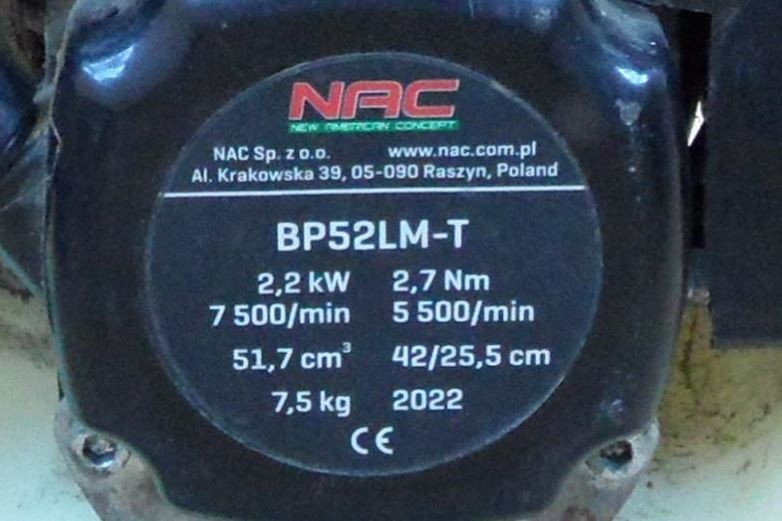 NAC
NEW AMERICAN CONCEPT
NAC Sp. z o.o. www.nac.com.pl
Al. Krakowska 39, 05-090 Raszyn, Poland
BP52LM-T
2,2 kW 2,7 Nm
7 500/min 5 500/min
51,7 cm³ 42/25,5 cm
7,5 kg 2022
CE